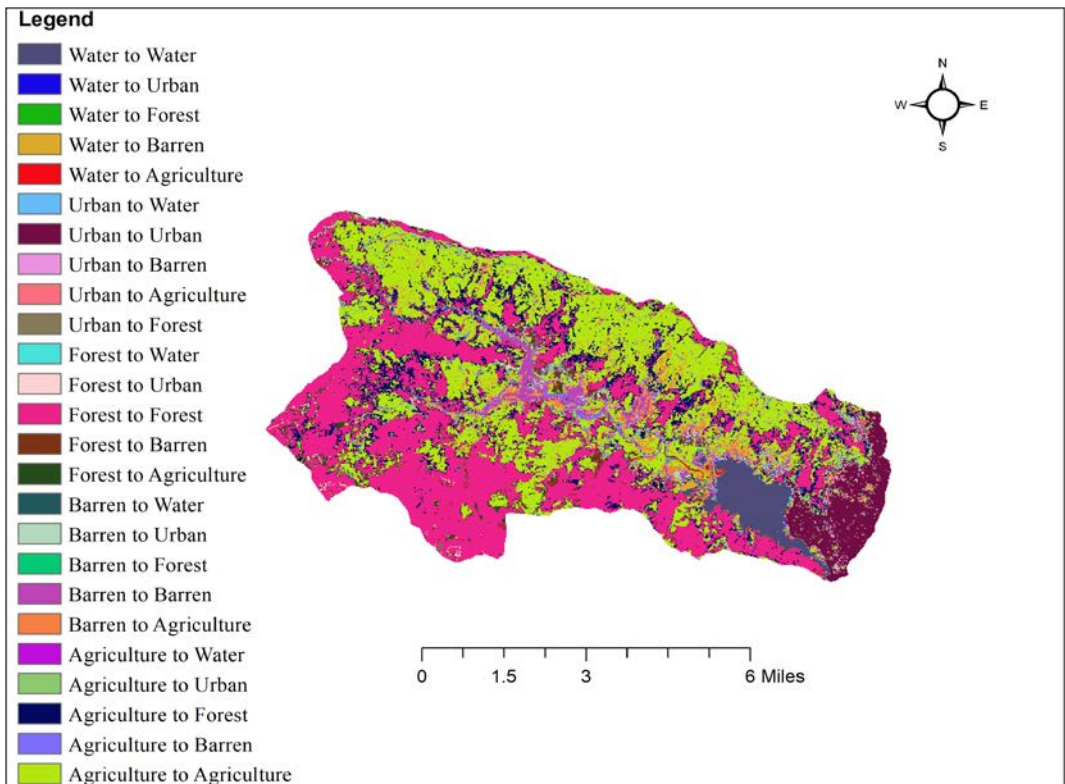 Legend
Water to Water
Water to Urban
Water to Forest
Water to Barren
Water to Agriculture
Urban to Water
Urban to Urban
Urban to Barren
Urban to Agriculture
Urban to Forest
Forest to Water
Forest to Urban
Forest to Forest
Forest to Barren
Forest to Agriculture
Barren to Water
Barren to Urban
Barren to Forest
Barren to Barren
Barren to Agriculture
Agriculture to Water
Agriculture to Urban
Agriculture to Forest
Agriculture to Barren
Agriculture to Agriculture
N
W E
S
0 1.5 3 6 Miles